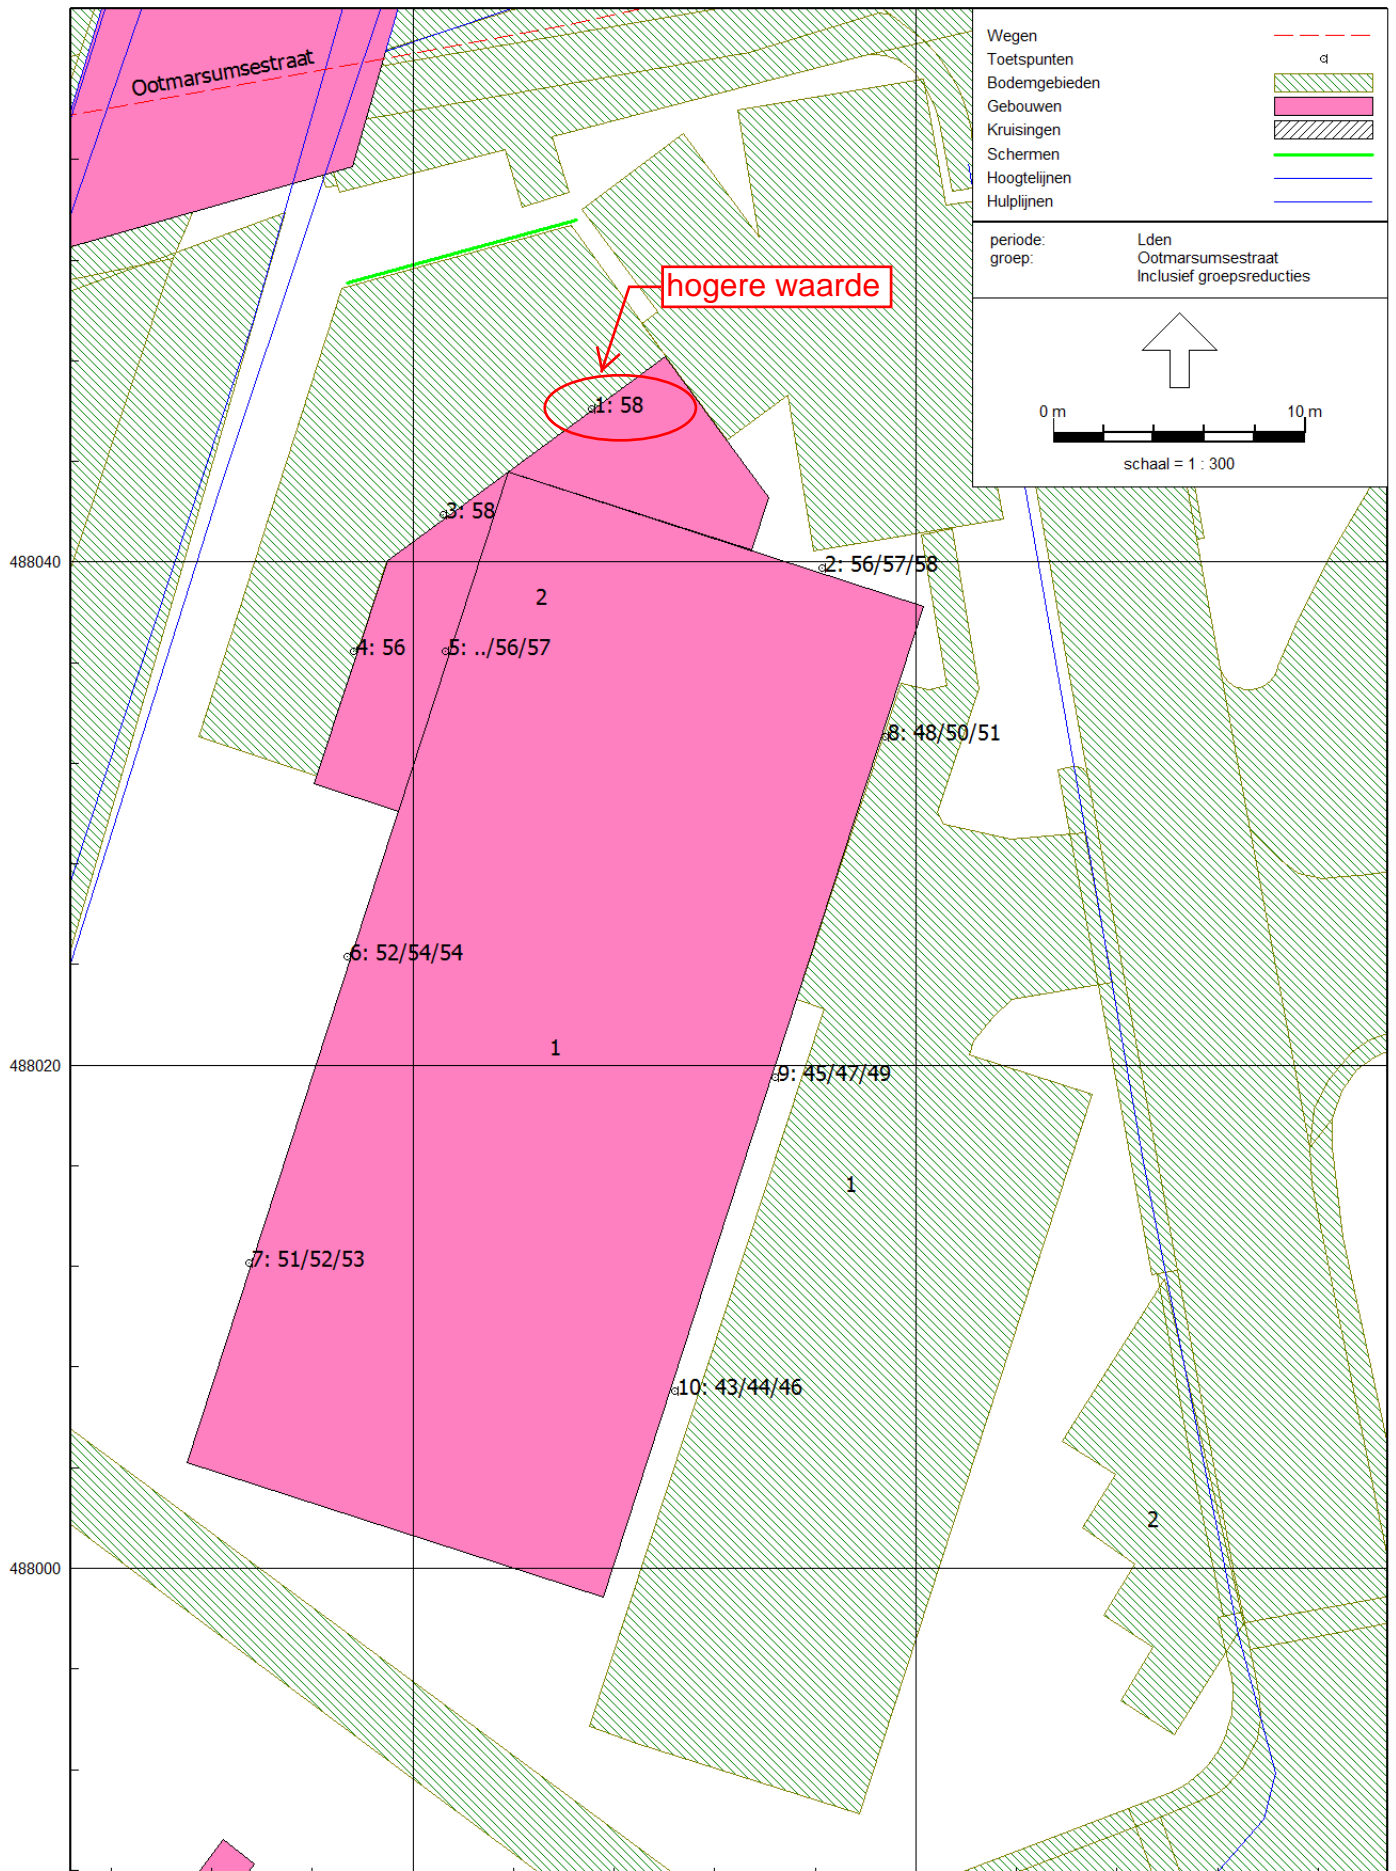 Ootmarsumsestraat
Wegen
Toetspunten
Bodemgebieden
Gebouwen
Kruisingen
Schermen
Hoogtelijnen
Hulplijnen
periode: Lden
groep: Ootmarsumsestraat
Inclusief groepsreducties
0 m 10 m
schaal = 1 : 300
hogere waarde
1: 58
3: 58
488040
2: 56/57/58
2
4: 56
5: ../56/57
8: 48/50/51
6: 52/54/54
1
488020
9: 45/47/49
1
7: 51/52/53
10: 43/44/46
2
488000